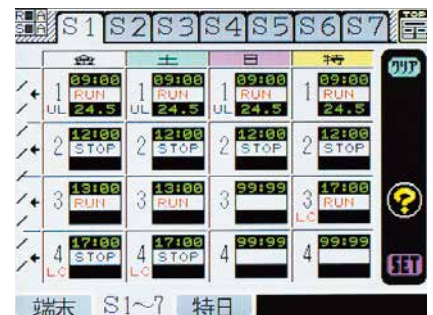 R■A S■A S1 S2 S3 S4 S5 S6 S7 TOP
金 土 日 特 クリア
1 09:00 RUN UL 24.5 1 09:00 RUN UL 24.5 1 09:00 RUN UL 24.5 1 09:00 RUN
2 12:00 STOP 2 12:00 STOP 2 12:00 STOP 2 12:00 STOP
3 13:00 RUN 3 13:00 RUN 3 99:99 3 17:00 RUN LC ?
4 17:00 STOP LC 4 17:00 STOP LC 4 99:99 4 99:99 SET
端末 S1~7 特日